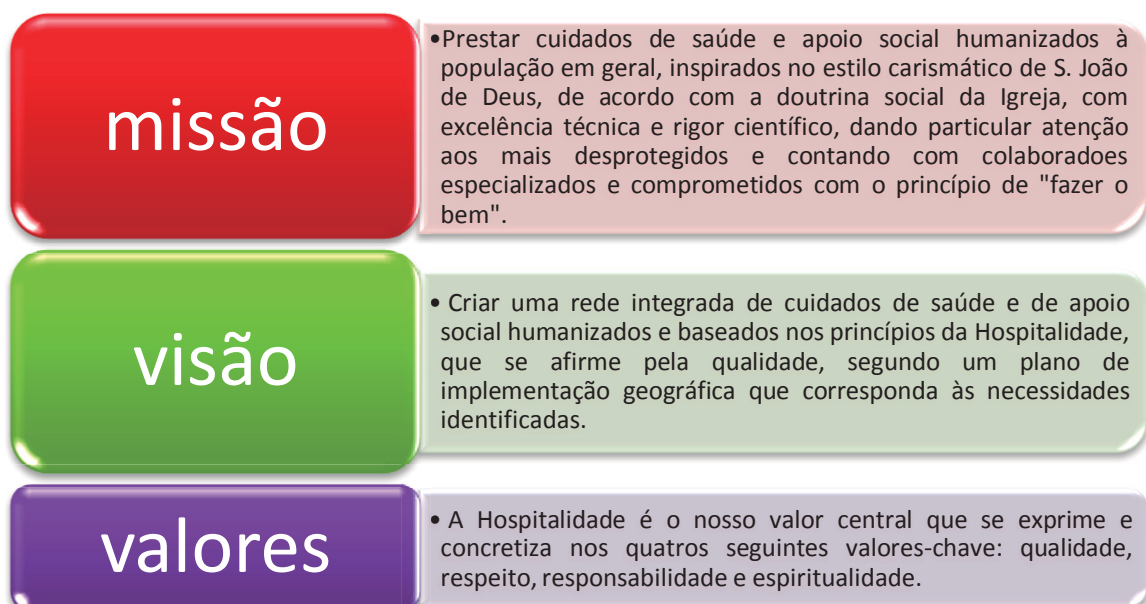 missão
•Prestar cuidados de saúde e apoio social humanizados à
população em geral, inspirados no estilo carismático de S. João
de Deus, de acordo com a doutrina social da Igreja, com
excelência técnica e rigor científico, dando particular atenção
aos mais desprotegidos e contando com colaboradoes
especializados e comprometidos com o princípio de "fazer o
bem".
visão
• Criar uma rede integrada de cuidados de saúde e de apoio
social humanizados e baseados nos princípios da Hospitalidade,
que se afirme pela qualidade, segundo um plano de
implementação geográfica que corresponda às necessidades
identificadas.
valores
• A Hospitalidade é o nosso valor central que se exprime e
concretiza nos quatros seguintes valores-chave: qualidade,
respeito, responsabilidade e espiritualidade.